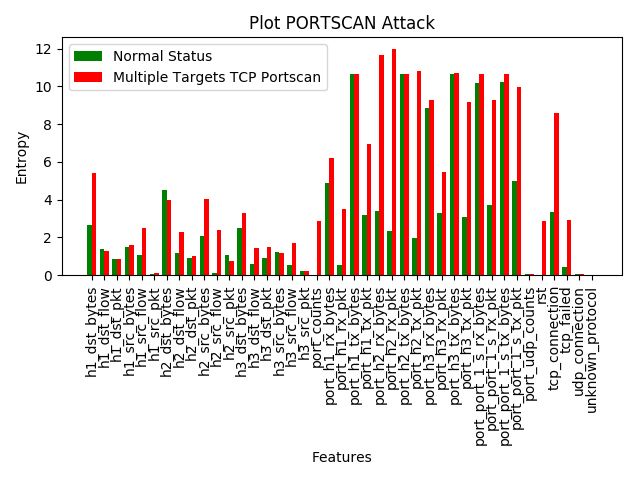 Plot PORTSCAN Attack
Normal Status
Multiple Targets TCP Portscan
Entropy
12
10
8
6
4
2
0
h1_dst_bytes
h1_dst_flow
h1_dst_pkt
h1_src_bytes
h1_src_flow
h1_src_pkt
h2_dst_bytes
h2_dst_flow
h2_dst_pkt
h2_src_bytes
h2_src_flow
h2_src_pkt
h3_dst_bytes
h3_dst_flow
h3_dst_pkt
h3_src_bytes
h3_src_flow
h3_src_pkt
port_counts
port_h1_rx_bytes
port_h1_rx_pkt
port_h1_tx_bytes
port_h1_tx_pkt
port_h2_rx_bytes
port_h2_rx_pkt
port_h2_tx_bytes
port_h2_tx_pkt
port_h3_rx_bytes
port_h3_rx_pkt
port_h3_tx_bytes
port_h3_tx_pkt
port_port_1_s_rx_bytes
port_port_1_s_rx_pkt
port_port_1_s_tx_bytes
port_port_1_s_tx_pkt
port_udp_counts
rst
tcp_connection
tcp_failed
udp_connection
unknown_protocol
Features